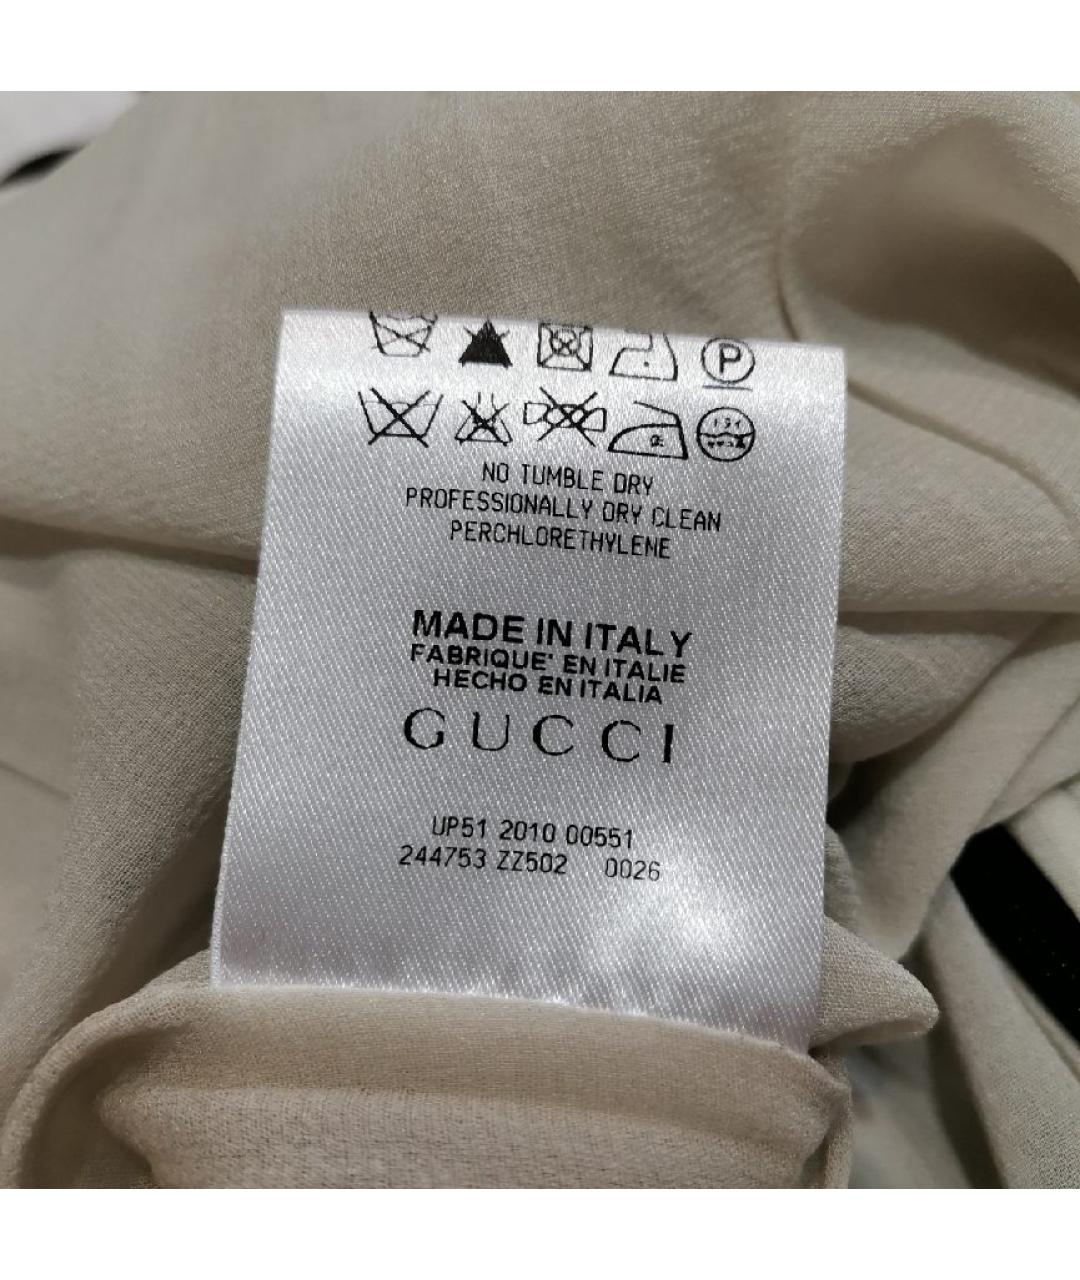 P
NO TUMBLE DRY
PROFESSIONALLY DRY CLEAN
PERCHLORETHYLENE
MADE IN ITALY
FABRIQUE' EN ITALIE
HECHO EN ITALIA
GUCCI
UP51 2010 00551
244753 ZZ502 0026